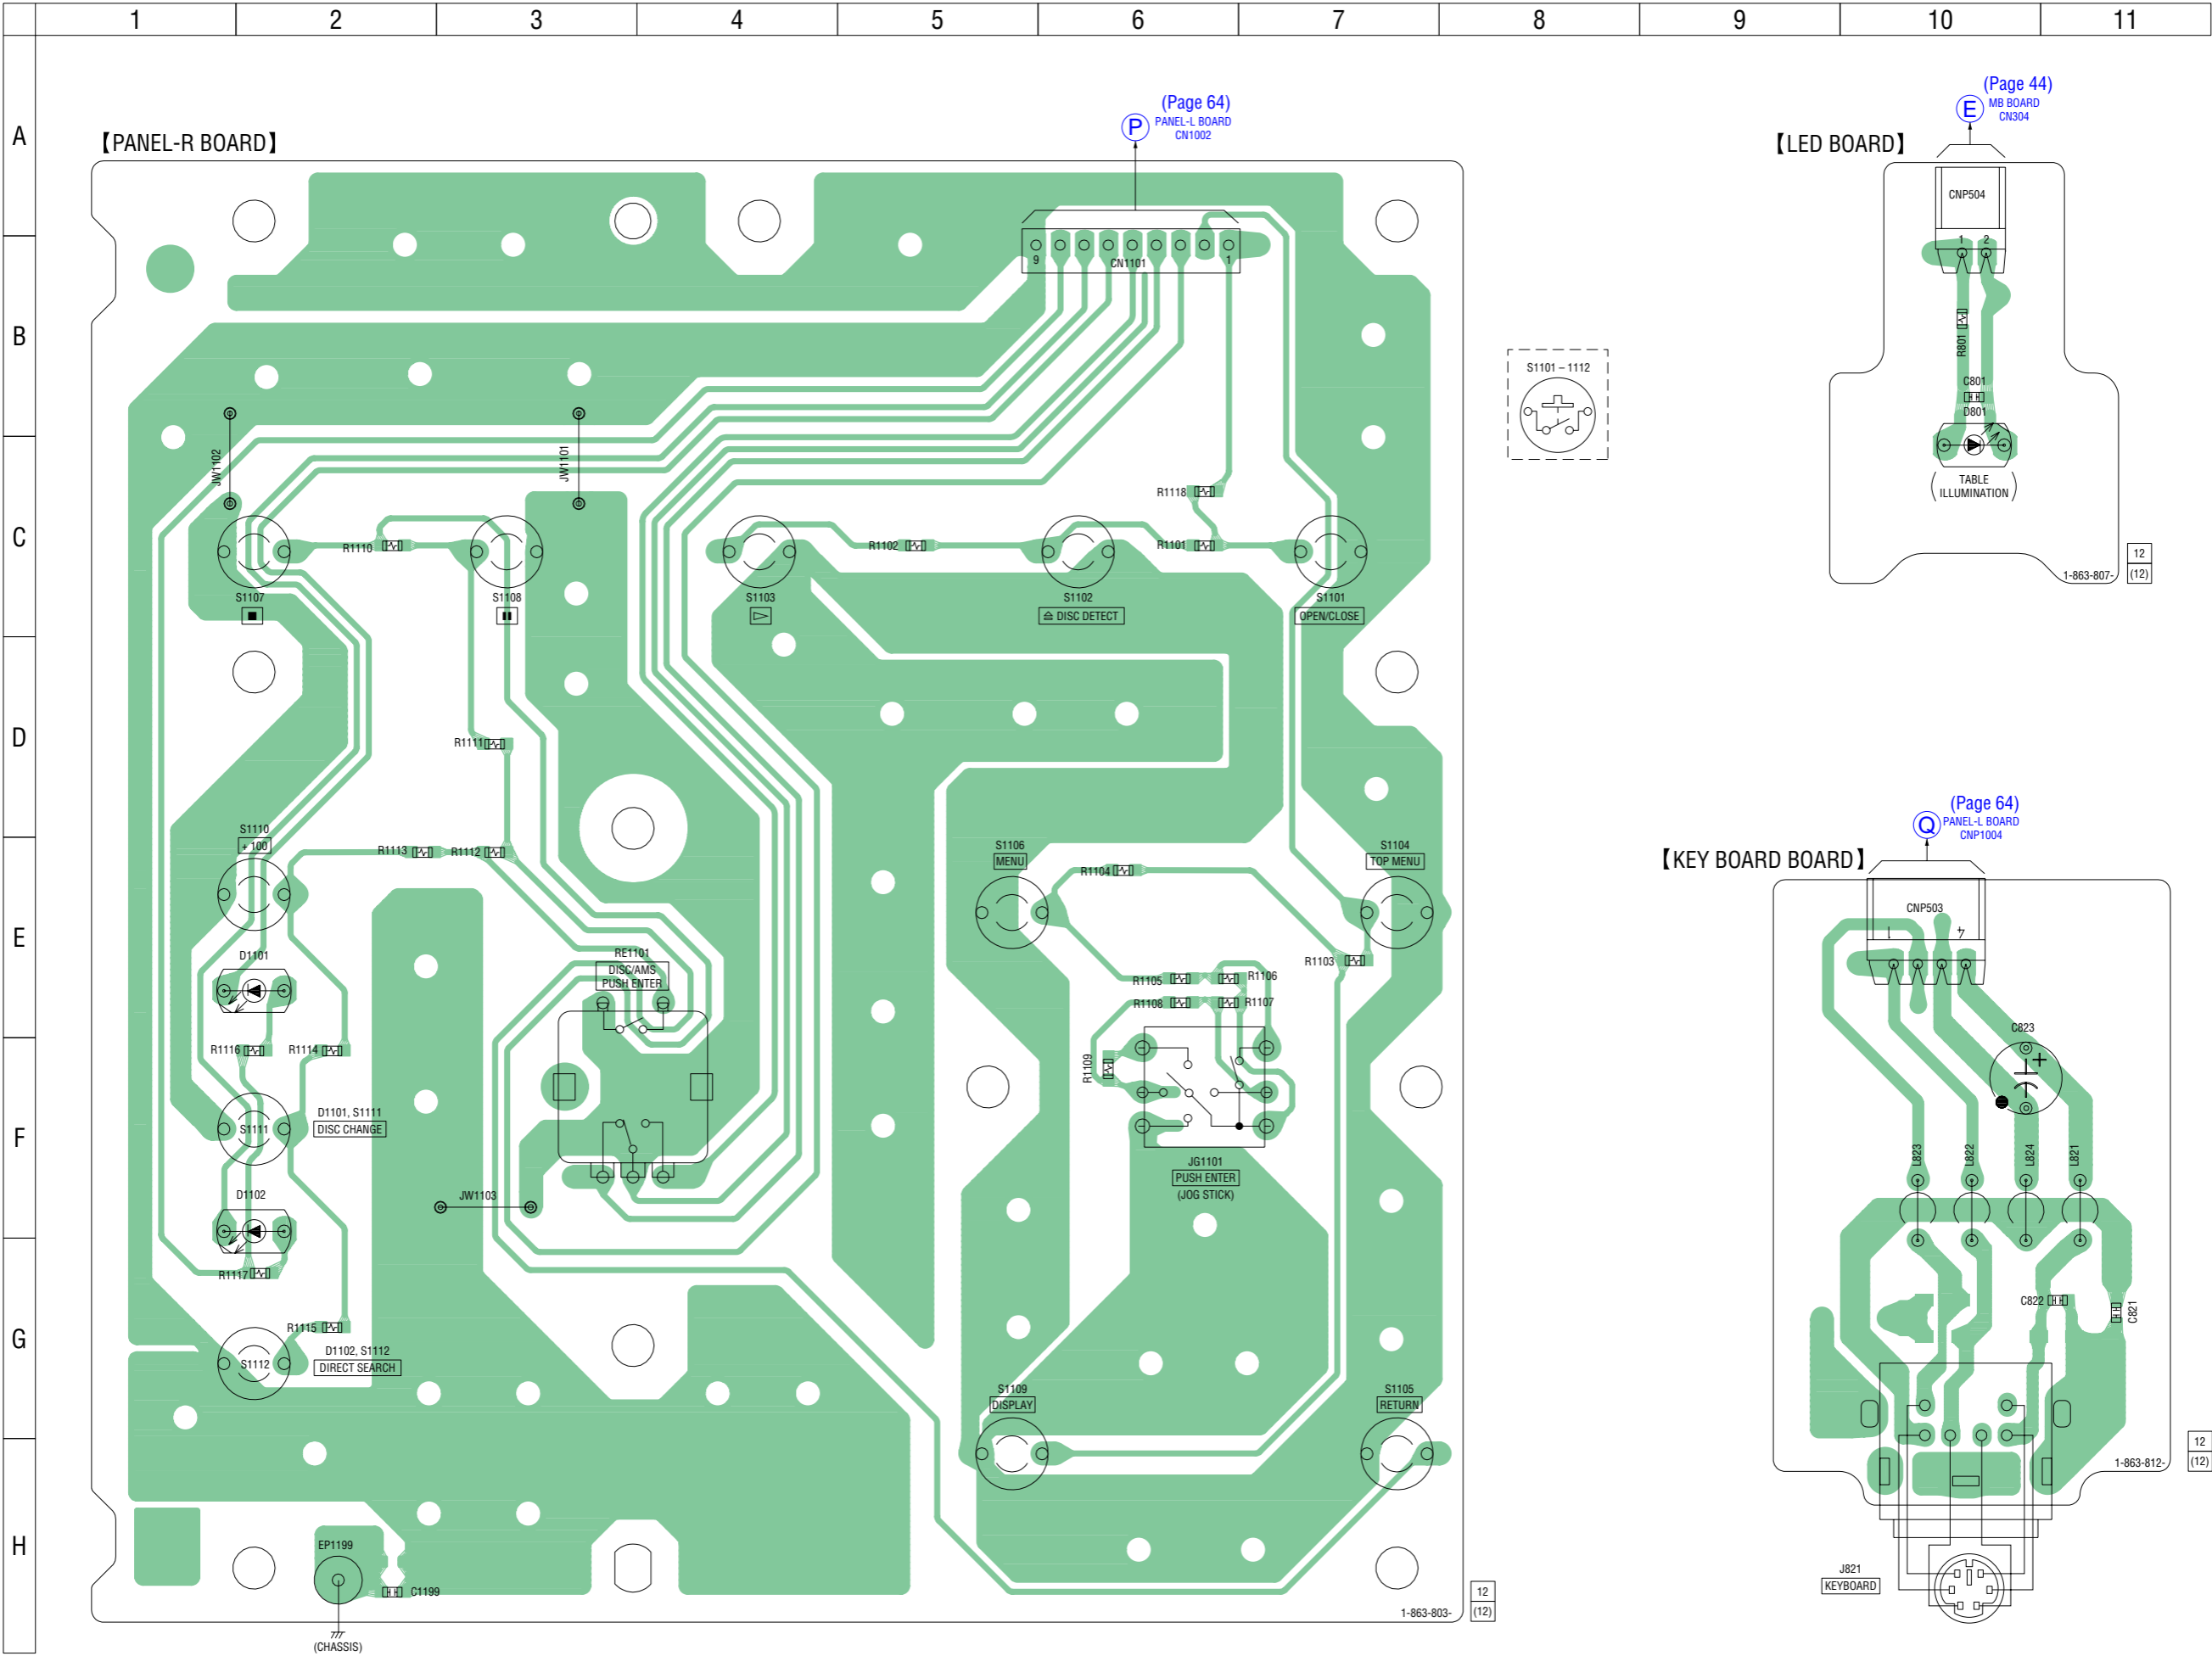 1 2 3 4 5 6 7 8 9 10 11
A
B
C
D
E
F
G
H
【PANEL-R BOARD】
(Page 64)
P PANEL-L BOARD
CN1002
9 CN1101 1
JW1102
JW1101
R1118
R1110
R1102
R1101
S1107
■
S1108
▮▮
S1103
▷
S1102
≙ DISC DETECT
S1101
OPEN/CLOSE
R1111
S1110
+ 100
R1113
R1112
S1106
MENU
S1104
TOP MENU
R1104
D1101
RE1101
DISC/AMS
PUSH ENTER
R1103
R1105
R1106
R1108
R1107
R1116
R1114
R1109
D1101, S1111
DISC CHANGE
S1111
JG1101
PUSH ENTER
(JOG STICK)
D1102
JW1103
R1117
R1115
S1112
D1102, S1112
DIRECT SEARCH
S1109
DISPLAY
S1105
RETURN
EP1199
C1199
(CHASSIS)
1-863-803-
12
(12)
S1101 – 1112
【LED BOARD】
(Page 44)
E MB BOARD
CN304
CNP504
1 2
R801
C801
D801
(TABLE
ILLUMINATION)
1-863-807-
12
(12)
【KEY BOARD BOARD】
(Page 64)
Q PANEL-L BOARD
CNP1004
CNP503
1 4
C823
+
L823
L822
L824
L821
C822
C821
1-863-812-
12
(12)
J821
KEYBOARD